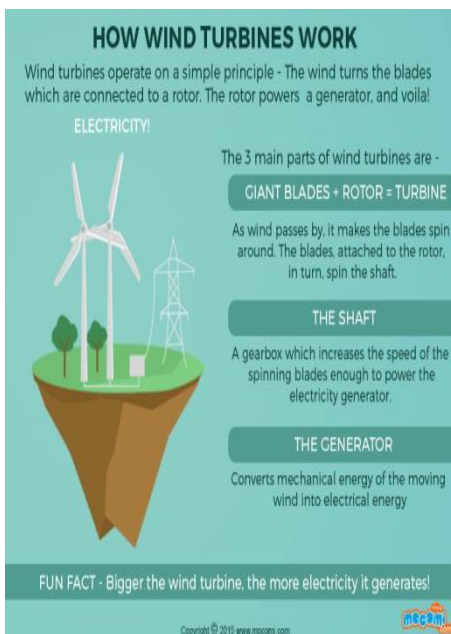 HOW WIND TURBINES WORK
Wind turbines operate on a simple principle - The wind turns the blades
which are connected to a rotor. The rotor powers a generator, and voila!
ELECTRICITY!
The 3 main parts of wind turbines are -
GIANT BLADES + ROTOR = TURBINE
As wind passes by, it makes the blades spin
around. The blades, attached to the rotor,
in turn, spin the shaft.
THE SHAFT
A gearbox which increases the speed of the
spinning blades enough to power the
electricity generator.
THE GENERATOR
Converts mechanical energy of the moving
wind into electrical energy
FUN FACT - Bigger the wind turbine, the more electricity it generates!
mocomi
Copyright © 2015 www.mocomi.com